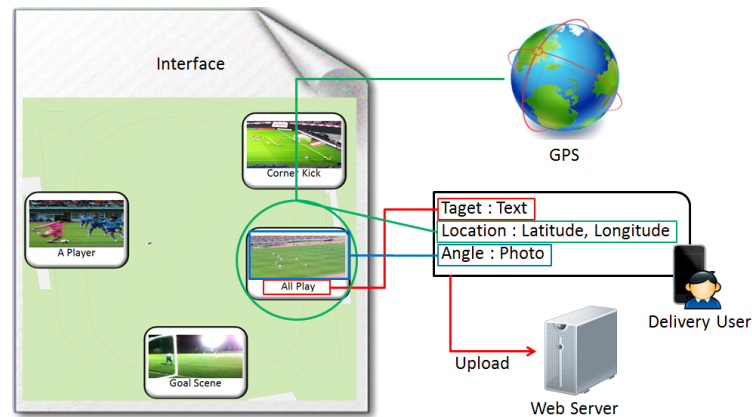 Interface
GPS
Corner Kick
Taget : Text
Location : Latitude, Longitude
Angle : Photo
A Player
All Play
Delivery User
Goal Scene
Upload
Web Server